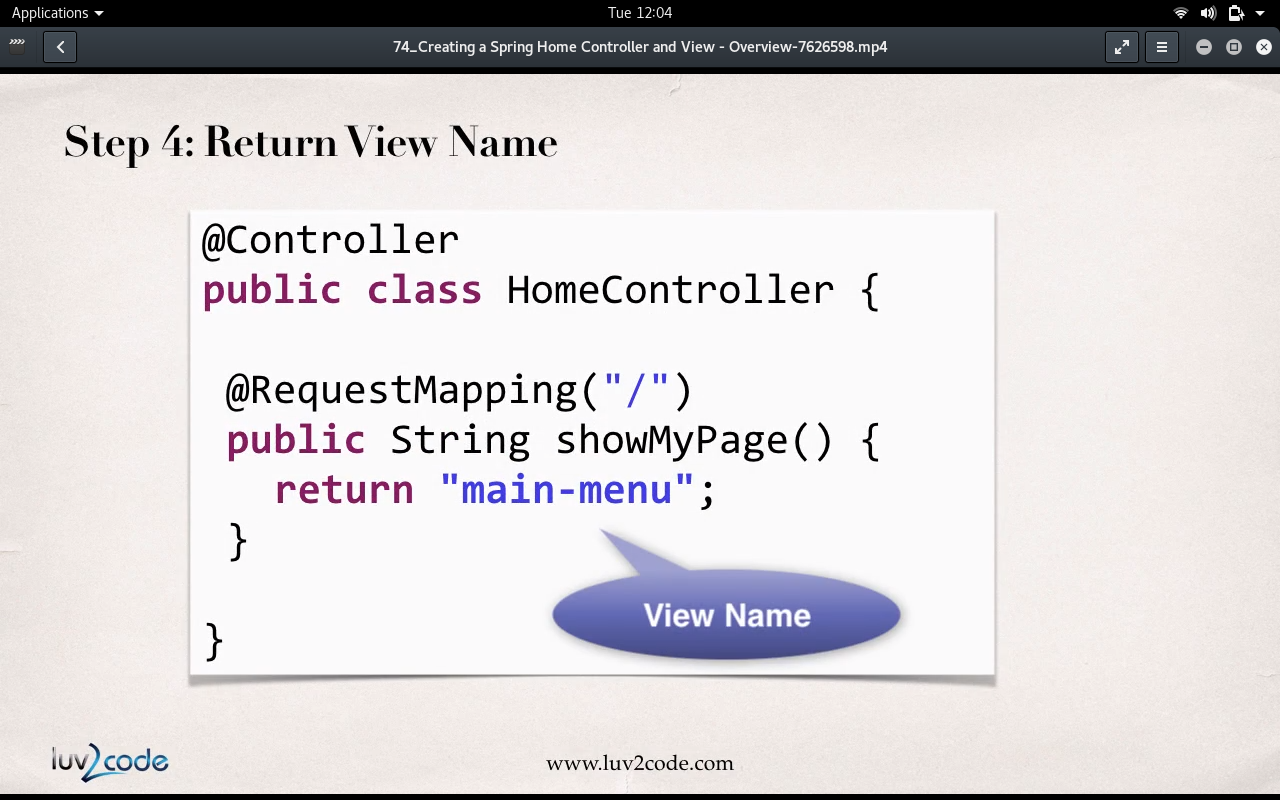 Applications
Tue 12:04
74_Creating a Spring Home Controller and View - Overview-7626598.mp4
Step 4: Return View Name
@Controller
public class HomeController {
@RequestMapping("/")
public String showMyPage() {
return "main-menu";
}
View Name
}
luv2code
www.luv2code.com